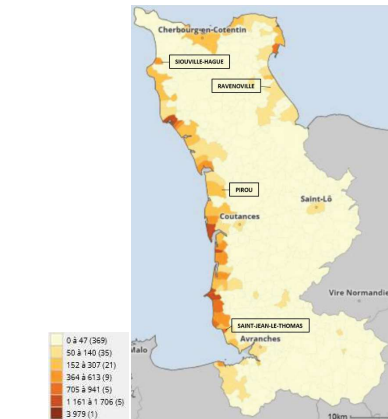 Cherbourg-en-Cotentin
SIOUVILLE-HAGUE
RAVENOVILLE
PIROU
Saint-Lô
Coutances
Vire Normandie
SAINT-JEAN-LE-THOMAS
Avranches
Malo
0 à 47 (369)
50 à 140 (35)
152 à 307 (21)
364 à 613 (9)
705 à 941 (5)
1 161 à 1 706 (5)
3 979 (1)
10km